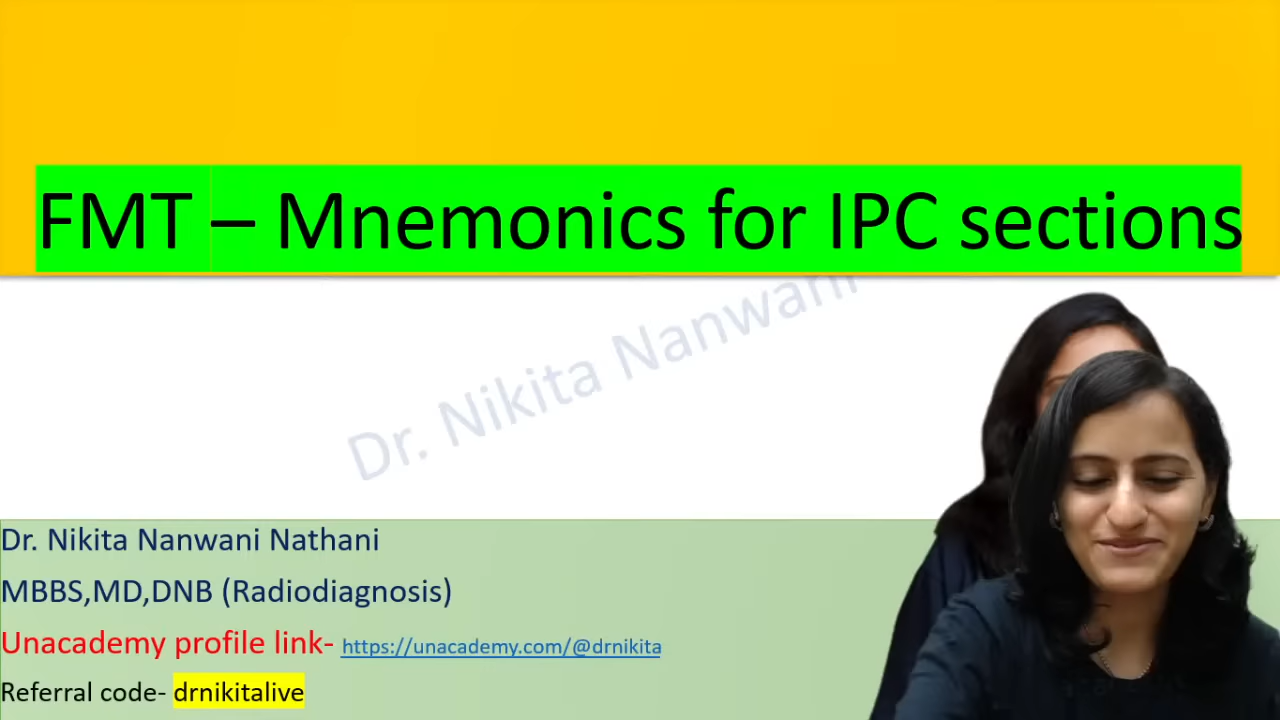 FMT – Mnemonics for IPC sections
Dr. Nikita Nanwani
Dr. Nikita Nanwani Nathani
MBBS,MD,DNB (Radiodiagnosis)
Unacademy profile link- https://unacademy.com/@drnikita
Referral code- drnikitalive